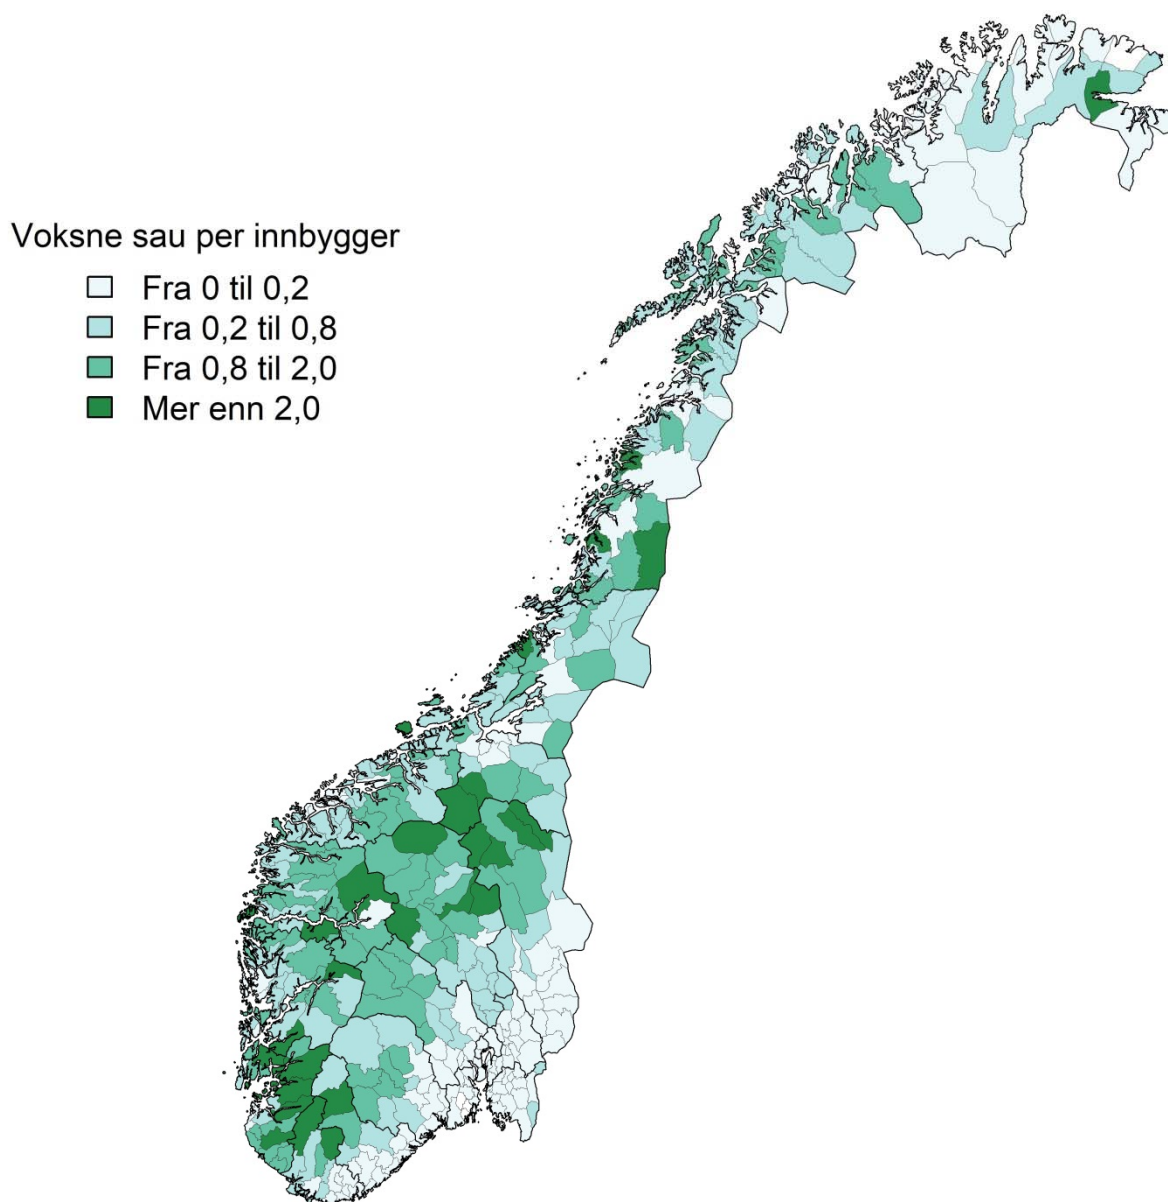 Voksne sau per innbygger
Fra 0 til 0,2
Fra 0,2 til 0,8
Fra 0,8 til 2,0
Mer enn 2,0